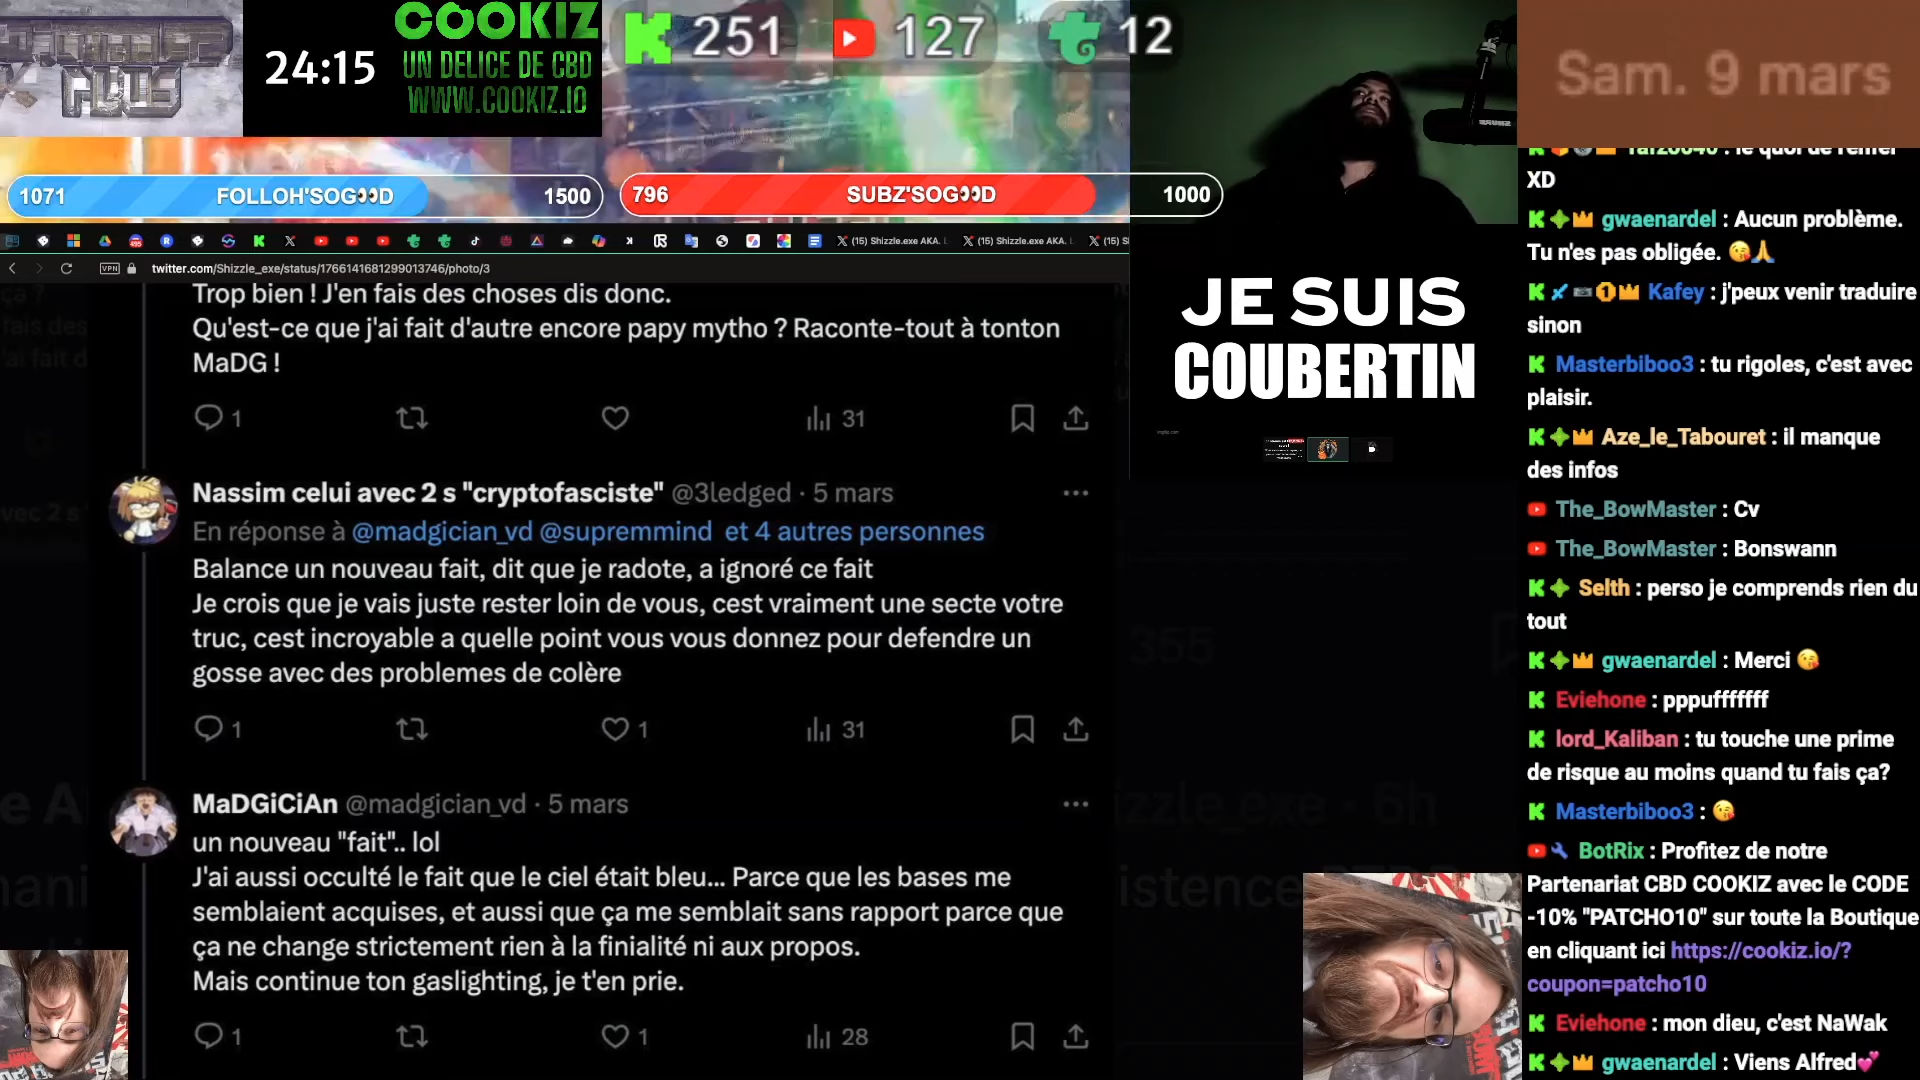 24:15
COOKIZ
UN DELICE DE CBD
WWW.COOKIZ.IO
251
127
12
Sam. 9 mars
1071
FOLLOH'SOG👀D
1500
796
SUBZ'SOG👀D
1000
(15) Shizzle.exe AKA.
(15) Shizzle.exe AKA.
(15) S
VPN
twitter.com/Shizzle_exe/status/1766141681299013746/photo/3
Trop bien ! J'en fais des choses dis donc.
Qu'est-ce que j'ai fait d'autre encore papy mytho ? Raconte-tout à tonton
MaDG !
1
31
Nassim celui avec 2 s "cryptofasciste" @3ledged · 5 mars
En réponse à @madgician_vd @supremmind et 4 autres personnes
Balance un nouveau fait, dit que je radote, a ignoré ce fait
Je crois que je vais juste rester loin de vous, cest vraiment une secte votre
truc, cest incroyable a quelle point vous vous donnez pour defendre un
gosse avec des problemes de colère
1
1
31
MaDGiCiAn @madgician_vd · 5 mars
un nouveau "fait".. lol
J'ai aussi occulté le fait que le ciel était bleu... Parce que les bases me
semblaient acquises, et aussi que ça me semblait sans rapport parce que
ça ne change strictement rien à la finialité ni aux propos.
Mais continue ton gaslighting, je t'en prie.
1
1
28
JE SUIS
COUBERTIN
355
izzle_exe · 6h
istence
XD
gwaenardel : Aucun problème.
Tu n'es pas obligée. 😘🙏
Kafey : j'peux venir traduire
sinon
Masterbiboo3 : tu rigoles, c'est avec
plaisir.
Aze_le_Tabouret : il manque
des infos
The_BowMaster : Cv
The_BowMaster : Bonswann
Selth : perso je comprends rien du
tout
gwaenardel : Merci 😘
Eviehone : pppufffffff
lord_Kaliban : tu touche une prime
de risque au moins quand tu fais ça?
Masterbiboo3 : 😘
BotRix : Profitez de notre
Partenariat CBD COOKIZ avec le CODE
-10% "PATCHO10" sur toute la Boutique
en cliquant ici https://cookiz.io/?
coupon=patcho10
Eviehone : mon dieu, c'est NaWak
gwaenardel : Viens Alfred💕